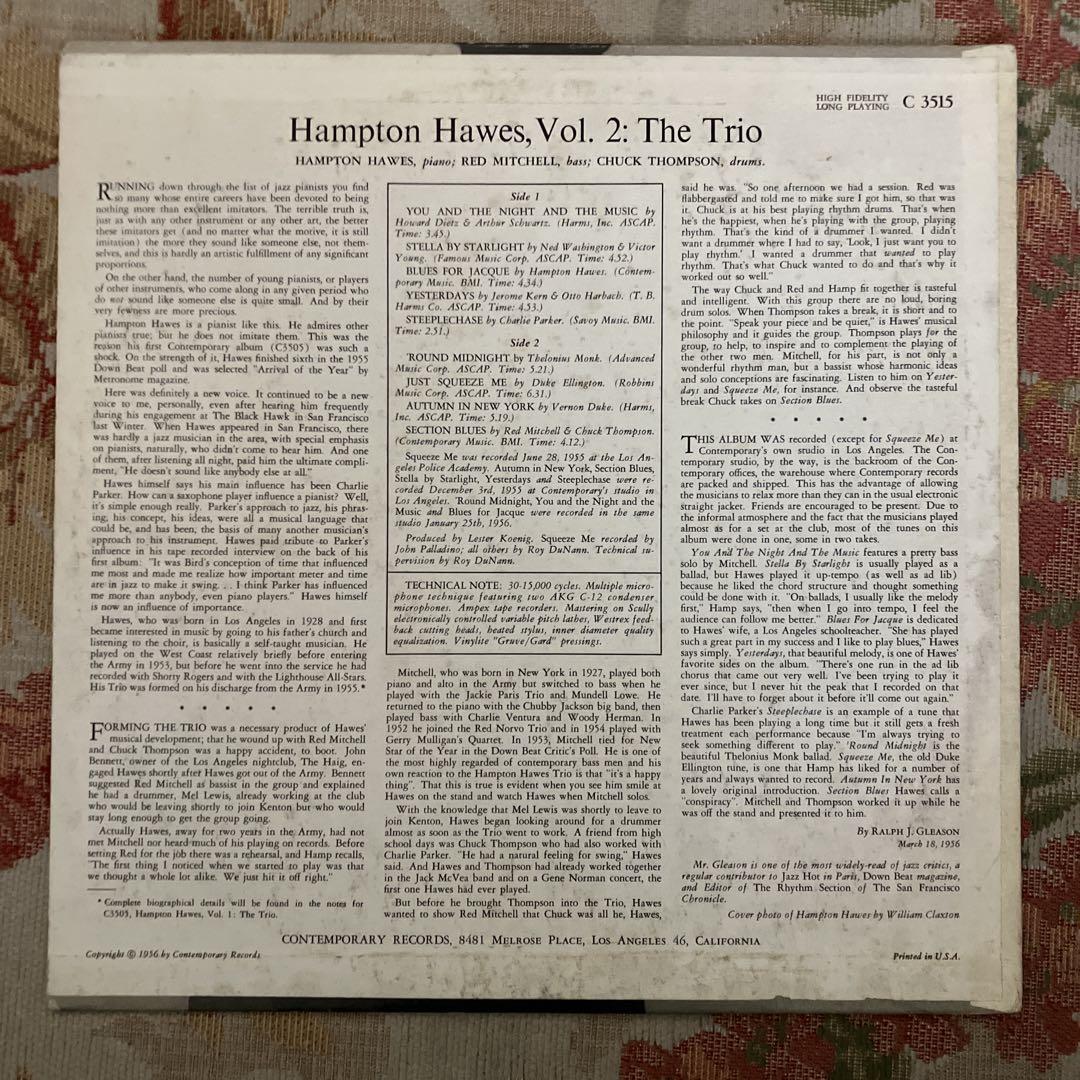 HIGH FIDELITY
LONG PLAYING C 3515
Hampton Hawes, Vol. 2: The Trio
HAMPTON HAWES, piano; RED MITCHELL, bass; CHUCK THOMPSON, drums.
RUNNING down through the list of jazz pianists you find
so many whose entire careers have been devoted to being
nothing more than excellent imitators. The terrible truth is,
just as with any other instrument or any other art, the better
these imitators get (and no matter what the motive, it is still
imitation) the more they sound like someone else, not them-
selves, and this is hardly an artistic fulfillment of any significant
proportions.
On the other hand, the number of young pianists, or players
of other instruments, who come along in any given period who
do not sound like someone else is quite small. And by their
very fewness are more precious.
Hampton Hawes is a pianist like this. He admires other
pianists true; but he does not imitate them. This was the
reason his first Contemporary album (C3505) was such a
shock. On the strength of it, Hawes finished sixth in the 1955
Down Beat poll and was selected "Arrival of the Year" by
Metronome magazine.
Here was definitely a new voice. It continued to be a new
voice to me, personally, even after hearing him frequently
during his engagement at The Black Hawk in San Francisco
last Winter. When Hawes appeared in San Francisco, there
was hardly a jazz musician in the area, with special emphasis
on pianists, naturally, who didn't come to hear him. And one
of them, after listening all night, paid him the ultimate compli-
ment, "He doesn't sound like anybody else at all."
Hawes himself says his main influence has been Charlie
Parker. How can a saxophone player influence a pianist? Well,
it's simple enough really. Parker's approach to jazz, his phras-
ing, his concept, his ideas, were all a musical language that
could be, and has been, the basis of many another musician's
approach to his instrument. Hawes paid tribute to Parker's
influence in his tape recorded interview on the back of his
first album: "It was Bird's conception of time that influenced
me most and made me realize how important meter and time
are in jazz to make it swing. . . I think Parker has influenced
me more than anybody, even piano players." Hawes himself
is now an influence of importance.
Hawes, who was born in Los Angeles in 1928 and first
became interested in music by going to his father's church and
listening to the choir, is basically a self-taught musician. He
played on the West Coast relatively briefly before entering
the Army in 1953, but before he went into the service he had
recorded with Shorty Rogers and with the Lighthouse All-Stars.
His Trio was formed on his discharge from the Army in 1955.*
* * * * *
FORMING THE TRIO was a necessary product of Hawes'
musical development; that he wound up with Red Mitchell
and Chuck Thompson was a happy accident, to boot. John
Bennett, owner of the Los Angeles nightclub, The Haig, en-
gaged Hawes shortly after Hawes got out of the Army. Bennett
suggested Red Mitchell as bassist in the group and explained
he had a drummer, Mel Lewis, already working at the club
who would be leaving shortly to join Kenton but who would
stay long enough to get the group going.
Actually Hawes, away for two years in the Army, had not
met Mitchell nor heard much of his playing on records. Before
setting Red for the job there was a rehearsal, and Hamp recalls,
"The first thing I noticed when we started to play was that
we thought a whole lot alike. We just hit it off right."
* Complete biographical details will be found in the notes for
C3505, Hampton Hawes, Vol. 1: The Trio.
Side 1
YOU AND THE NIGHT AND THE MUSIC by
Howard Dietz & Arthur Schwartz. (Harms, Inc. ASCAP.
Time: 3.45.)
STELLA BY STARLIGHT by Ned Washington & Victor
Young. (Famous Music Corp. ASCAP. Time: 4.52.)
BLUES FOR JACQUE by Hampton Hawes. (Contem-
porary Music. BMI. Time: 4.34.)
YESTERDAYS by Jerome Kern & Otto Harbach. (T. B.
Harms Co. ASCAP. Time: 4.53.)
STEEPLECHASE by Charlie Parker. (Savoy Music. BMI.
Time: 2.51.)
Side 2
'ROUND MIDNIGHT by Thelonius Monk. (Advanced
Music Corp. ASCAP. Time: 5.21.)
JUST SQUEEZE ME by Duke Ellington. (Robbins
Music Corp. ASCAP. Time: 6.31.)
AUTUMN IN NEW YORK by Vernon Duke. (Harms,
Inc. ASCAP. Time: 5.19.)
SECTION BLUES by Red Mitchell & Chuck Thompson.
(Contemporary Music. BMI. Time: 4.12.)
Squeeze Me was recorded June 28, 1955 at the Los An-
geles Police Academy. Autumn in New York, Section Blues,
Stella by Starlight, Yesterdays and Steeplechase were re-
corded December 3rd, 1955 at Contemporary's studio in
Los Angeles. 'Round Midnight, You and the Night and the
Music and Blues for Jacque were recorded in the same
studio January 25th, 1956.
Produced by Lester Koenig. Squeeze Me recorded by
John Palladino; all others by Roy DuNann. Technical su-
pervision by Roy DuNann.
TECHNICAL NOTE: 30-15,000 cycles. Multiple micro-
phone technique featuring two AKG C-12 condenser
microphones. Ampex tape recorders. Mastering on Scully
electronically controlled variable pitch lathes, Westrex feed-
back cutting heads, heated stylus, inner diameter quality
equalization. Vinylite "Gruve/Gard" pressings.
Mitchell, who was born in New York in 1927, played both
piano and alto in the Army but switched to bass when he
played with the Jackie Paris Trio and Mundell Lowe. He
returned to the piano with the Chubby Jackson big band, then
played bass with Charlie Ventura and Woody Herman. In
1952 he joined the Red Norvo Trio and in 1954 played with
Gerry Mulligan's Quartet. In 1953, Mitchell tied for New
Star of the Year in the Down Beat Critic's Poll. He is one of
the most highly regarded of contemporary bass men and his
own reaction to the Hampton Hawes Trio is that "it's a happy
thing". That this is true is evident when you see him smile at
Hawes on the stand and watch Hawes when Mitchell solos.
With the knowledge that Mel Lewis was shortly to leave to
join Kenton, Hawes began looking around for a drummer
almost as soon as the Trio went to work. A friend from high
school days was Chuck Thompson who had also worked with
Charlie Parker. "He had a natural feeling for swing," Hawes
said. And Hawes and Thompson had already worked together
in the Jack McVea band and on a Gene Norman concert, the
first one Hawes had ever played.
But before he brought Thompson into the Trio, Hawes
wanted to show Red Mitchell that Chuck was all he, Hawes,
said he was. "So one afternoon we had a session. Red was
flabbergasted and told me to make sure I got him, so that was
it. Chuck is at his best playing rhythm drums. That's when
he's the happiest, when he's playing with the group, playing
rhythm. That's the kind of a drummer I wanted. I didn't
want a drummer where I had to say, 'Look, I just want you to
play rhythm.' I wanted a drummer that wanted to play
rhythm. That's what Chuck wanted to do and that's why it
worked out so well."
The way Chuck and Red and Hamp fit together is tasteful
and intelligent. With this group there are no loud, boring
drum solos. When Thompson takes a break, it is short and to
the point. "Speak your piece and be quiet," is Hawes' musical
philosophy and it guides the group. Thompson plays for the
group, to help, to inspire and to complement the playing of
the other two men. Mitchell, for his part, is not only a
wonderful rhythm man, but a bassist whose harmonic ideas
and solo conceptions are fascinating. Listen to him on Yester-
days and Squeeze Me, for instance. And observe the tasteful
break Chuck takes on Section Blues.
* * * * *
THIS ALBUM WAS recorded (except for Squeeze Me) at
Contemporary's own studio in Los Angeles. The Con-
temporary studio, by the way, is the backroom of the Con-
temporary offices, the warehouse where Contemporary records
are packed and shipped. This has the advantage of allowing
the musicians to relax more than they can in the usual electronic
straight jacket. Friends are encouraged to be present. Due to
the informal atmosphere and the fact that the musicians played
almost as for a set at the club, most of the tunes on this
album were done in one, some in two takes.
You And The Night And The Music features a pretty bass
solo by Mitchell. Stella By Starlight is usually played as a
ballad, but Hawes played it up-tempo (as well as ad lib)
because he liked the chord structure and thought something
could be done with it. "On ballads, I usually like the melody
first," Hamp says, "then when I go into tempo, I feel the
audience can follow me better." Blues For Jacque is dedicated
to Hawes' wife, a Los Angeles schoolteacher. "She has played
such a great part in my success and I like to play blues," Hawes
says simply. Yesterdays, that beautiful melody, is one of Hawes'
favorite sides on the album. "There's one run in the ad lib
chorus that came out very well. I've been trying to play it
ever since, but I never hit the peak that I recorded on that
date. I'll have to forget about it before it'll come out again."
Charlie Parker's Steeplechase is an example of a tune that
Hawes has been playing a long time but it still gets a fresh
treatment each performance because "I'm always trying to
seek something different to play." 'Round Midnight is the
beautiful Thelonius Monk ballad. Squeeze Me, the old Duke
Ellington tune, is one that Hamp has liked for a number of
years and always wanted to record. Autumn In New York has
a lovely original introduction. Section Blues Hawes calls a
"conspiracy". Mitchell and Thompson worked it up while he
was off the stand and presented it to him.
By RALPH J. GLEASON
March 18, 1956
Mr. Gleason is one of the most widely-read of jazz critics, a
regular contributor to Jazz Hot in Paris, Down Beat magazine,
and Editor of The Rhythm Section of The San Francisco
Chronicle.
Cover photo of Hampton Hawes by William Claxton
CONTEMPORARY RECORDS, 8481 MELROSE PLACE, LOS ANGELES 46, CALIFORNIA
Copyright © 1956 by Contemporary Records
Printed in U.S.A.